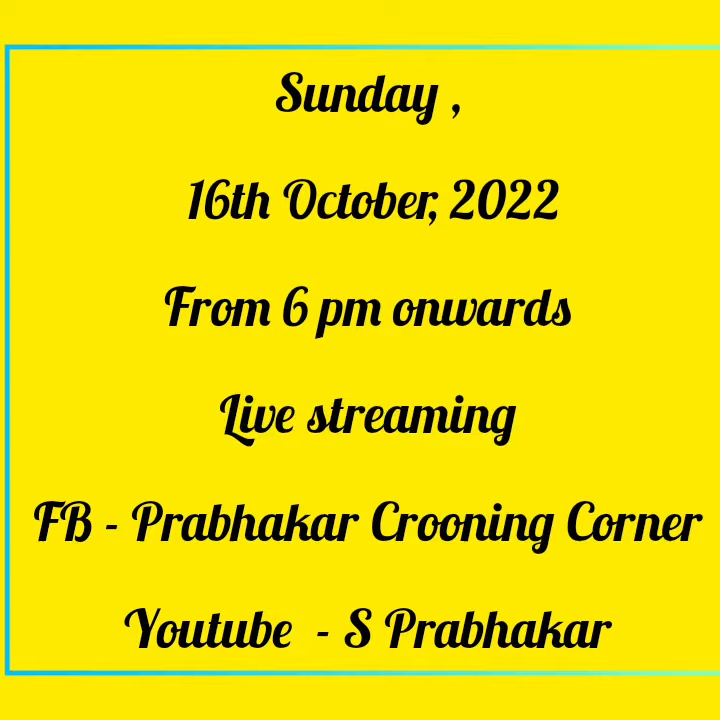 Sunday ,
16th October, 2022
From 6 pm onwards
Live streaming
FB - Prabhakar Crooning Corner
Youtube - S Prabhakar